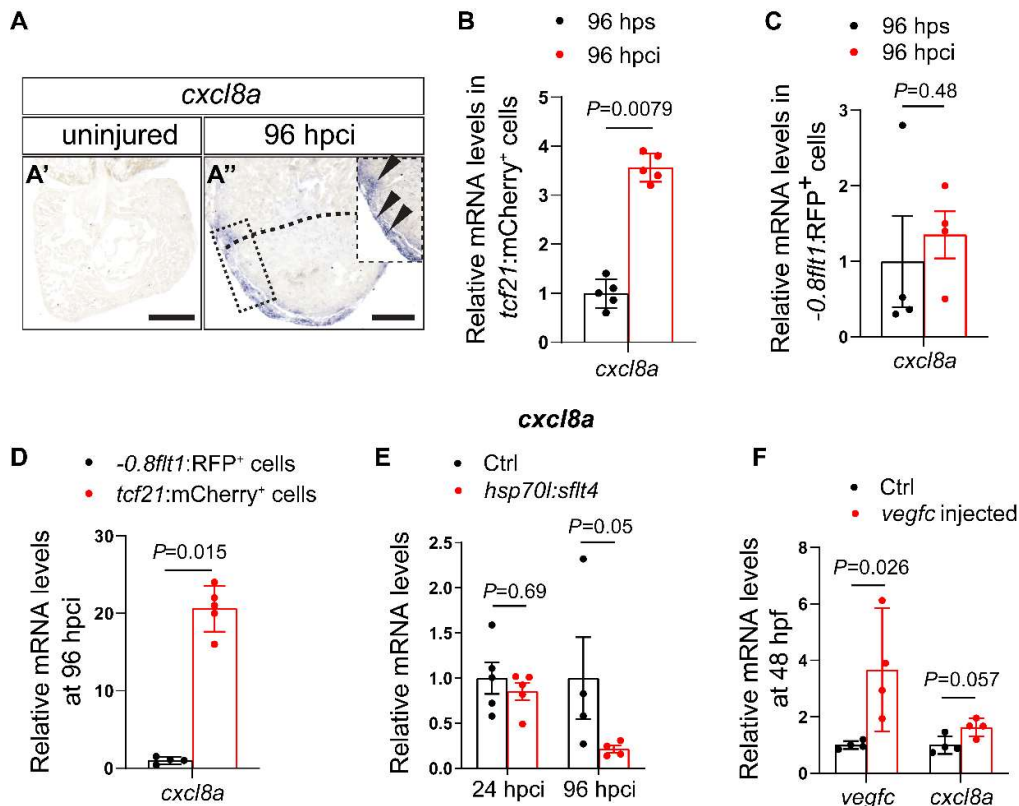 A
cxcl8a
uninjured
96 hpci
A'
A''
B
96 hps
96 hpci
Relative mRNA levels in
tcf21:mCherry⁺ cells
5
4
3
2
1
0
P=0.0079
cxcl8a
C
96 hps
96 hpci
Relative mRNA levels in
-0.8flt1:RFP⁺ cells
3
2
1
0
P=0.48
cxcl8a
cxcl8a
D
-0.8flt1:RFP⁺ cells
tcf21:mCherry⁺ cells
Relative mRNA levels
at 96 hpci
30
20
10
0
P=0.015
cxcl8a
E
Ctrl
hsp70l:sflt4
Relative mRNA levels
2.5
2.0
1.5
1.0
0.5
0.0
P=0.69
P=0.05
24 hpci
96 hpci
F
Ctrl
vegfc injected
Relative mRNA levels
at 48 hpf
8
6
4
2
0
P=0.026
P=0.057
vegfc
cxcl8a